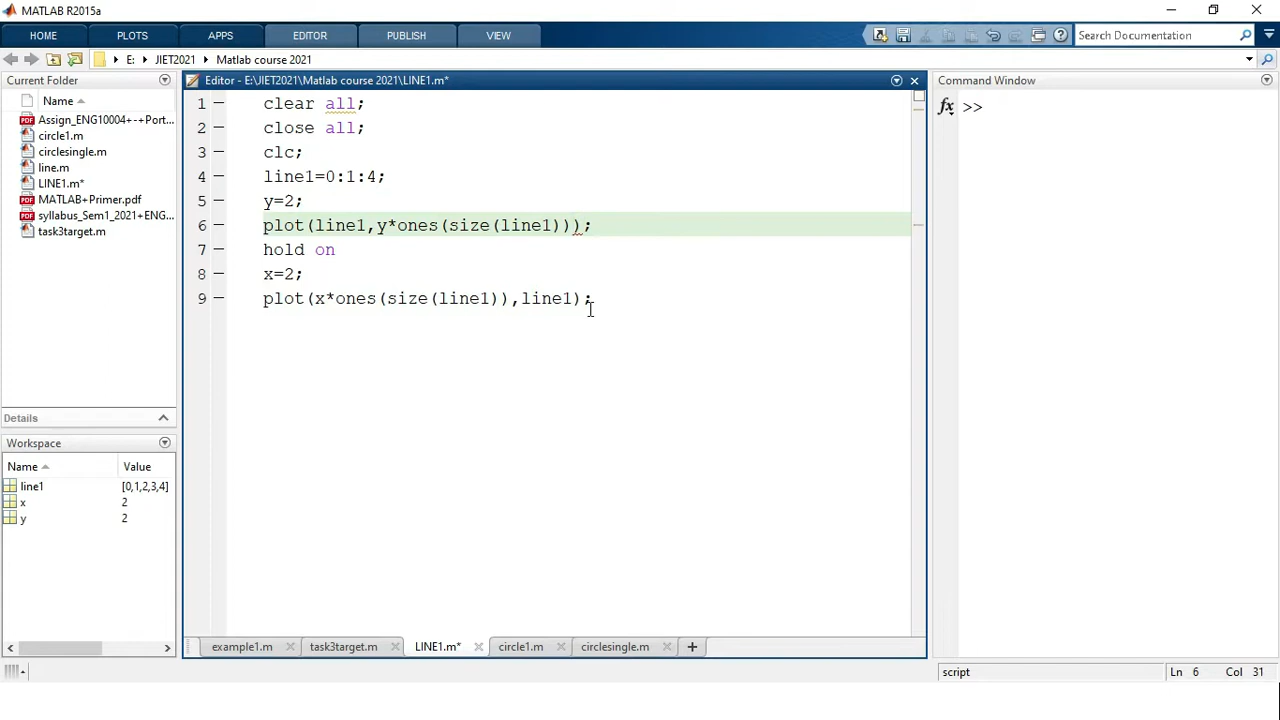 MATLAB R2015a
HOME PLOTS APPS EDITOR PUBLISH VIEW Search Documentation
E: JIET2021 Matlab course 2021
Current Folder
Name
Assign_ENG10004+-+Port...
circle1.m
circlesingle.m
line.m
LINE1.m*
MATLAB+Primer.pdf
syllabus_Sem1_2021+ENG...
task3target.m
Details
Workspace
Name Value
line1 [0,1,2,3,4]
x 2
y 2
Editor - E:\JIET2021\Matlab course 2021\LINE1.m*
1 clear all;
2 close all;
3 clc;
4 line1=0:1:4;
5 y=2;
6 plot(line1,y*ones(size(line1)));
7 hold on
8 x=2;
9 plot(x*ones(size(line1)),line1);
example1.m task3target.m LINE1.m* circle1.m circlesingle.m
Command Window
fx >>
script Ln 6 Col 31